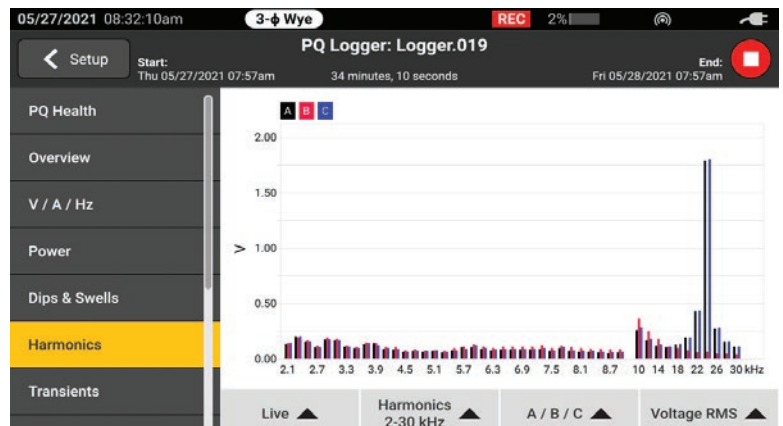 05/27/2021 08:32:10am 3-ϕ Wye REC 2%
Setup
PQ Logger: Logger.019
Start:
Thu 05/27/2021 07:57am
34 minutes, 10 seconds
End:
Fri 05/28/2021 07:57am
PQ Health
Overview
V / A / Hz
Power
Dips & Swells
Harmonics
Transients
A B C
2.00
1.50
1.00
0.50
0.00
V
2.1 2.7 3.3 3.9 4.5 5.1 5.7 6.3 6.9 7.5 8.1 8.7 10 14 18 22 26 30 kHz
Live
Harmonics
2-30 kHz
A / B / C
Voltage RMS